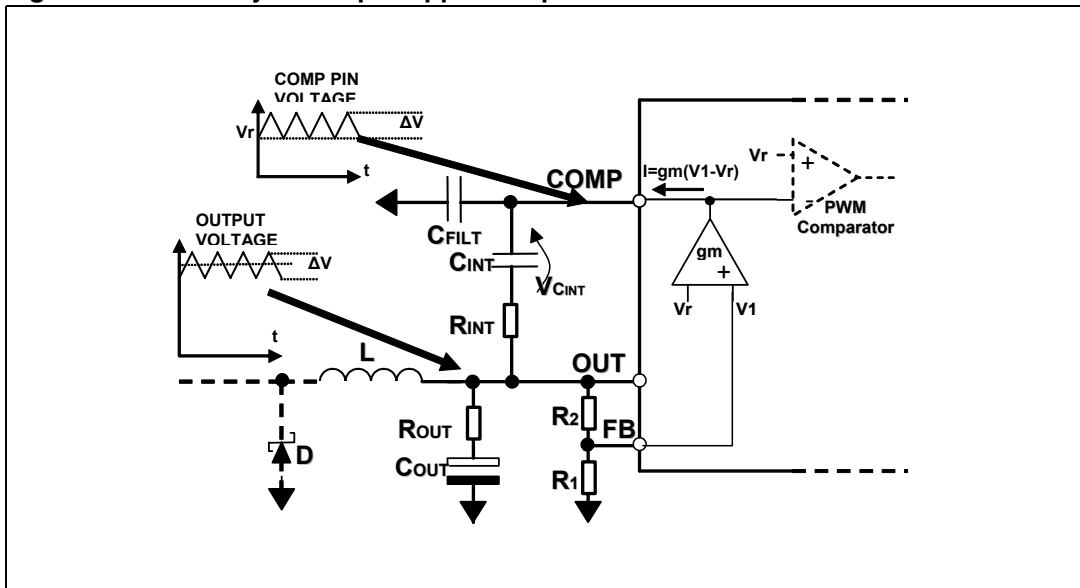 COMP PIN
VOLTAGE
Vr
ΔV
t
I=gm(V1-Vr)
Vr
+
-
PWM
Comparator
COMP
CFILT
CINT
VCINT
gm
+
Vr
V1
OUTPUT
VOLTAGE
ΔV
t
RINT
L
OUT
R2
FB
ROUT
COUT
R1
D